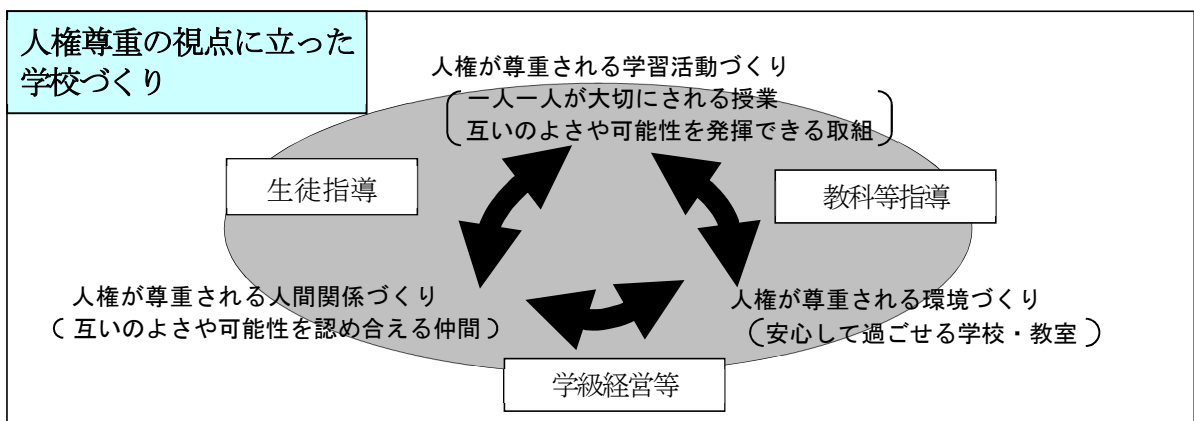 人権尊重の視点に立った
学校づくり
人権が尊重される学習活動づくり
一人一人が大切にされる授業
互いのよさや可能性を発揮できる取組
生徒指導
教科等指導
人権が尊重される人間関係づくり
(互いのよさや可能性を認め合える仲間)
人権が尊重される環境づくり
(安心して過ごせる学校・教室)
学級経営等